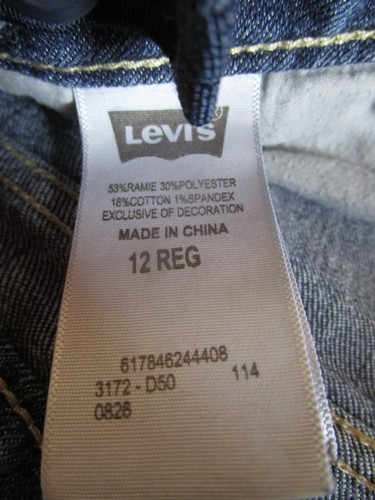 LEVI'S
53%RAMIE 30%POLYESTER
16%COTTON 1%SPANDEX
EXCLUSIVE OF DECORATION
MADE IN CHINA
12 REG
617846244408
3172 - D50 114
0826